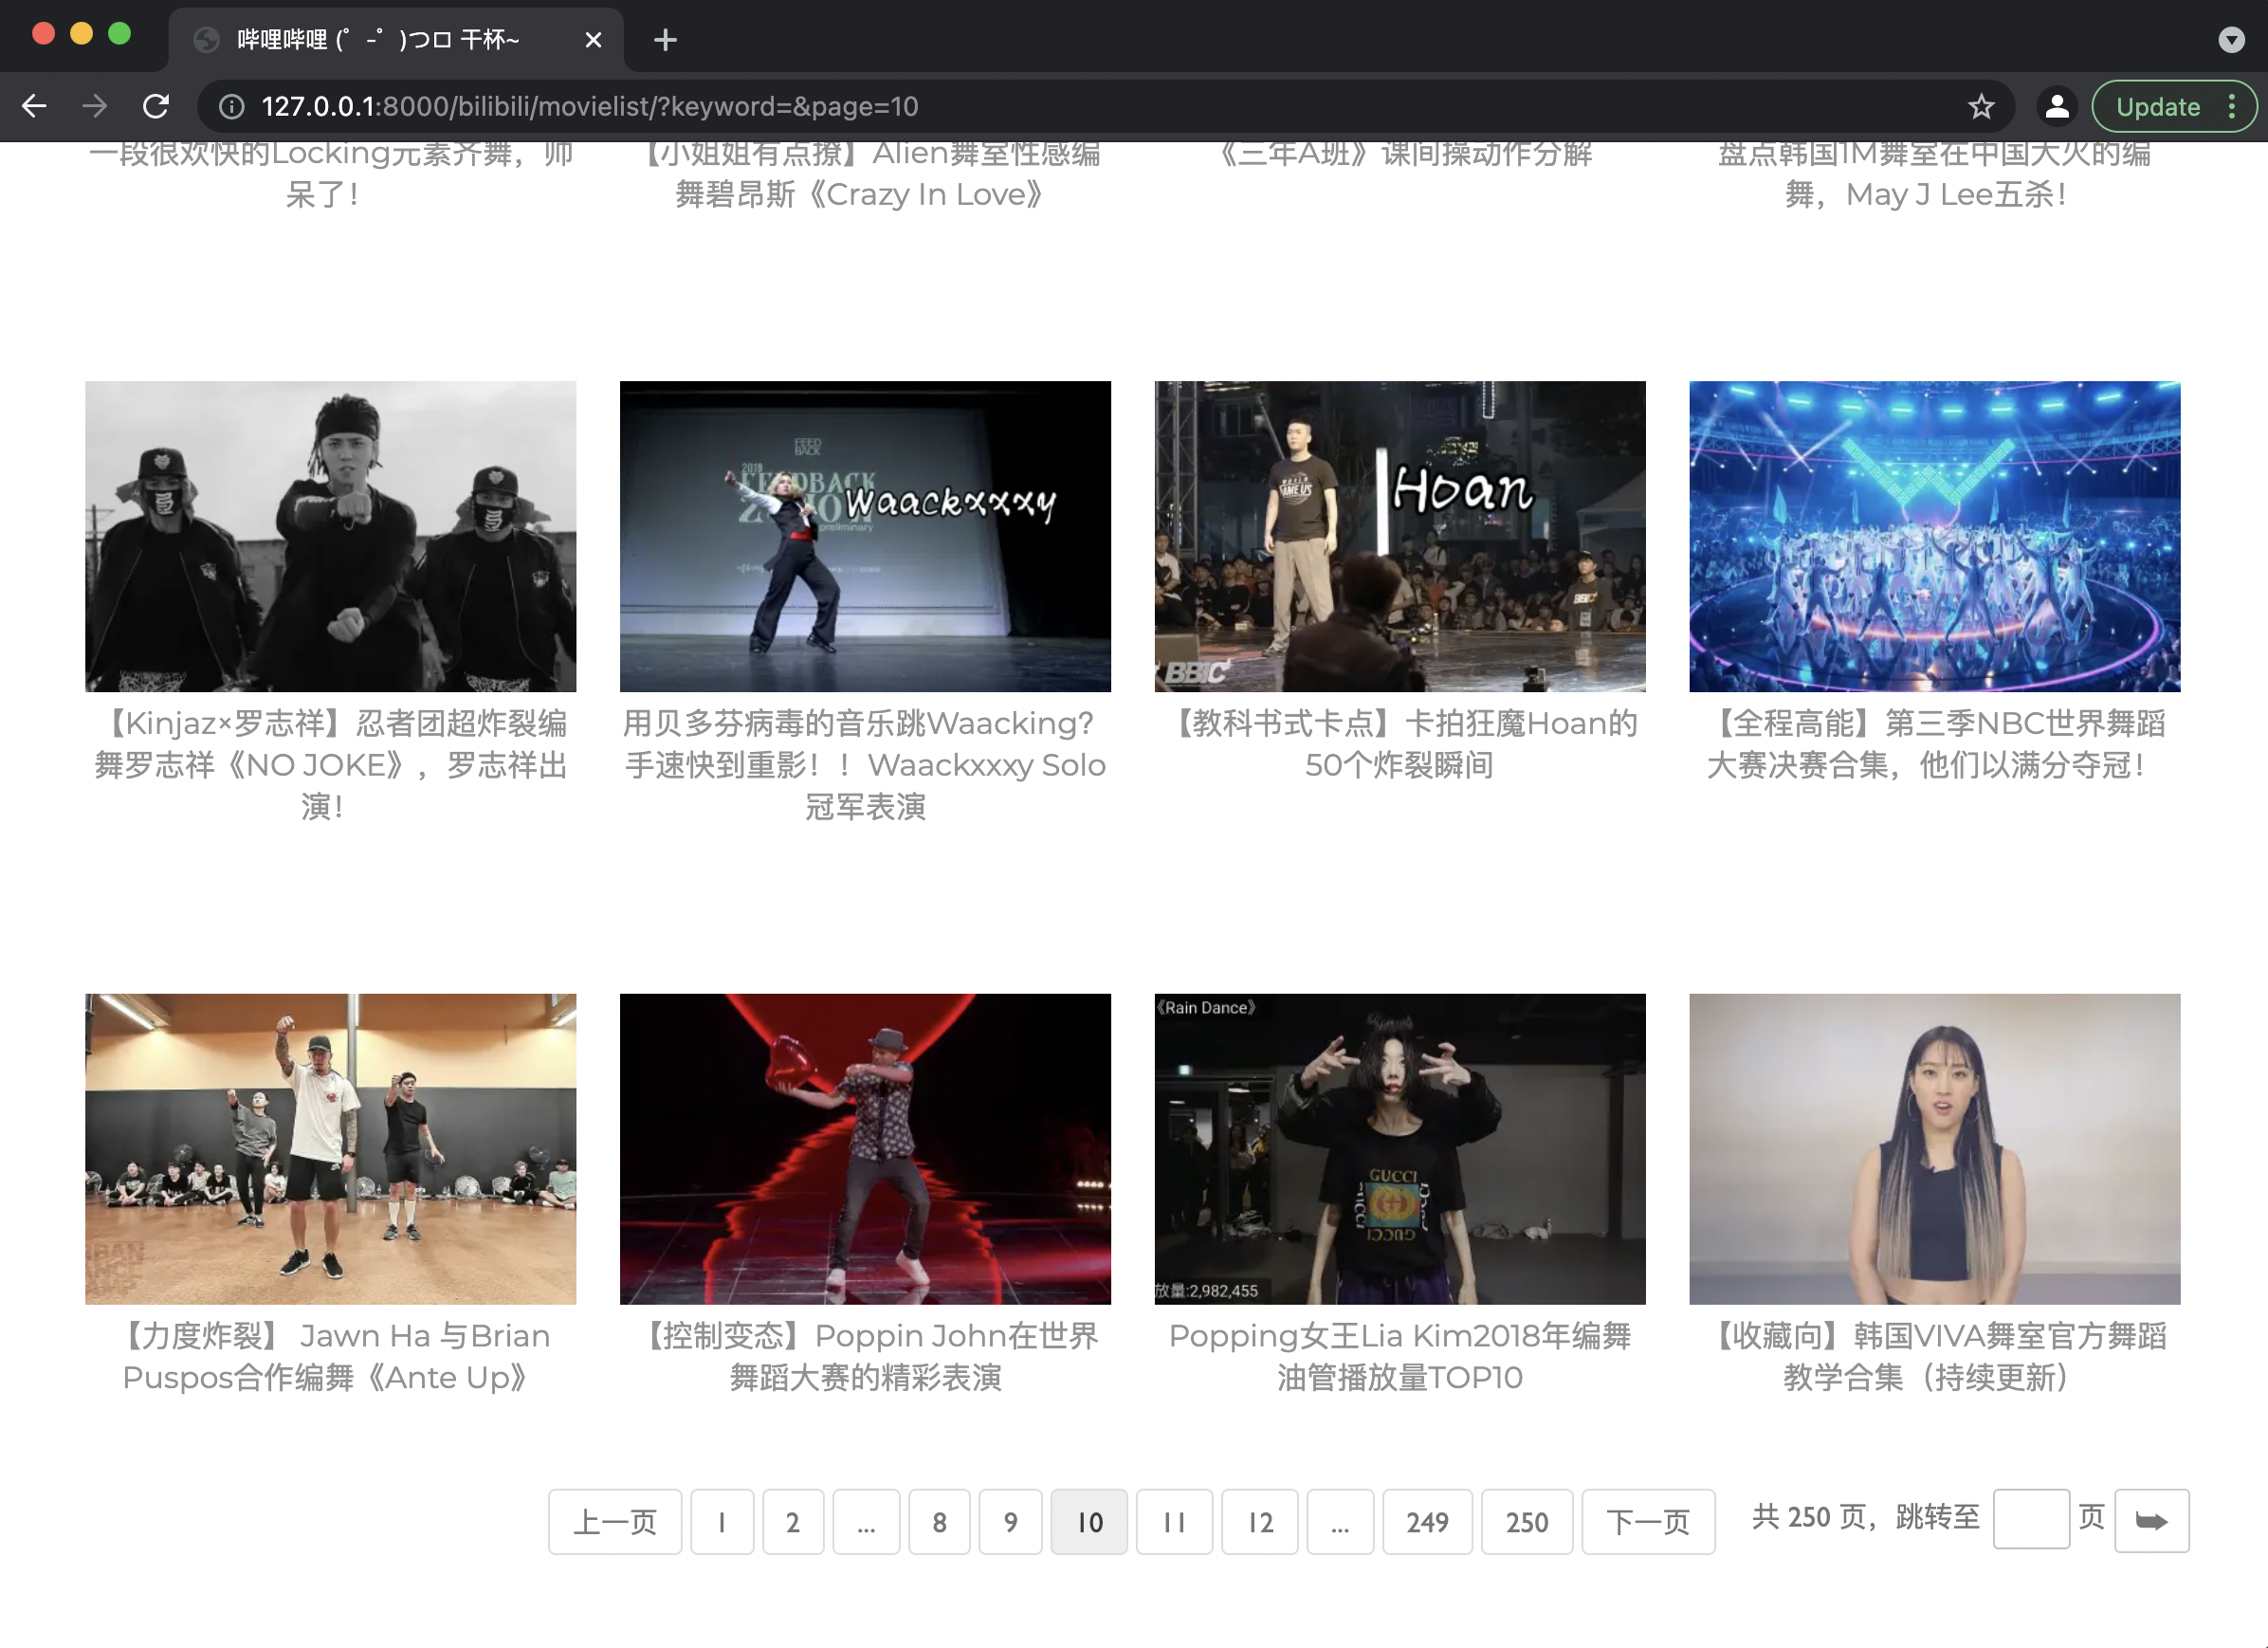 哔哩哔哩 (゜-゜)つロ 干杯~
127.0.0.1:8000/bilibili/movielist/?keyword=&page=10
Update
一段很欢快的Locking元素齐舞，帅
呆了！
【小姐姐有点撩】Alien舞室性感编
舞碧昂斯《Crazy In Love》
《三年A班》课间操动作分解
盘点韩国1M舞室在中国大火的编
舞，May J Lee五杀！
FEED
BACK
2019
FEEDBACK
preliminary
Waackxxxy
Hoan
BBIC
【Kinjaz×罗志祥】忍者团超炸裂编
舞罗志祥《NO JOKE》，罗志祥出
演！
用贝多芬病毒的音乐跳Waacking？
手速快到重影！！Waackxxxy Solo
冠军表演
【教科书式卡点】卡拍狂魔Hoan的
50个炸裂瞬间
【全程高能】第三季NBC世界舞蹈
大赛决赛合集，他们以满分夺冠！
《Rain Dance》
GUCCI
放量:2,982,455
【力度炸裂】 Jawn Ha 与Brian
Puspos合作编舞《Ante Up》
【控制变态】Poppin John在世界
舞蹈大赛的精彩表演
Popping女王Lia Kim2018年编舞
油管播放量TOP10
【收藏向】韩国VIVA舞室官方舞蹈
教学合集（持续更新）
上一页 1 2 ... 8 9 10 11 12 ... 249 250 下一页 共 250 页，跳转至 页